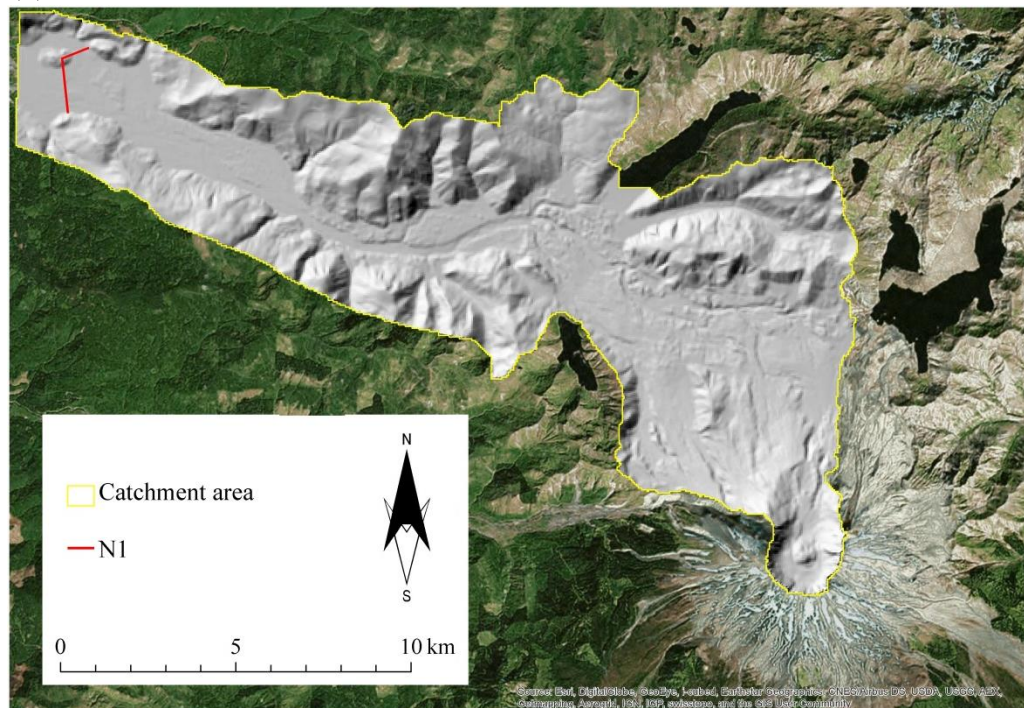 N
Catchment area
N1
S
0 5 10 km
Source: Esri, DigitalGlobe, GeoEye, i-cubed, Earthstar Geographics, CNES/Airbus DS, USDA, USGS, AEX,
Getmapping, Aerogrid, IGN, IGP, swisstopo, and the GIS User Community